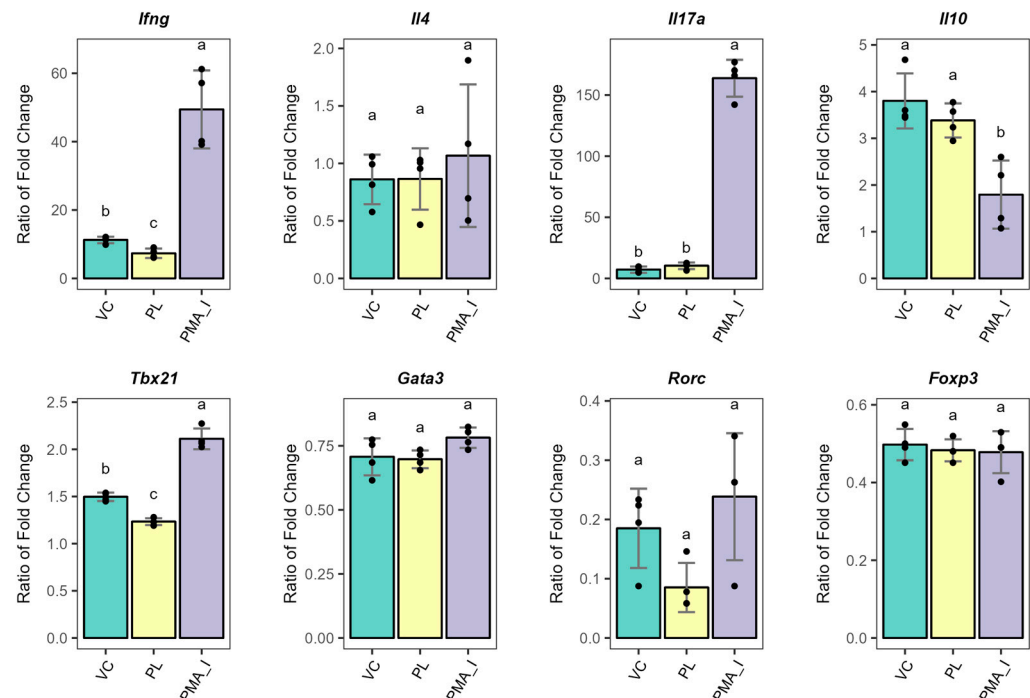 Ifng
Ratio of Fold Change
60
40
20
0
b
c
a
VC
PL
PMA_I
Il4
Ratio of Fold Change
2.0
1.5
1.0
0.5
0.0
a
a
a
VC
PL
PMA_I
Il17a
Ratio of Fold Change
150
100
50
0
b
b
a
VC
PL
PMA_I
Il10
Ratio of Fold Change
5
4
3
2
1
0
a
a
b
VC
PL
PMA_I
Tbx21
Ratio of Fold Change
2.5
2.0
1.5
1.0
0.5
0.0
b
c
a
VC
PL
PMA_I
Gata3
Ratio of Fold Change
0.75
0.50
0.25
0.00
a
a
a
VC
PL
PMA_I
Rorc
Ratio of Fold Change
0.4
0.3
0.2
0.1
0.0
a
a
a
VC
PL
PMA_I
Foxp3
Ratio of Fold Change
0.6
0.4
0.2
0.0
a
a
a
VC
PL
PMA_I